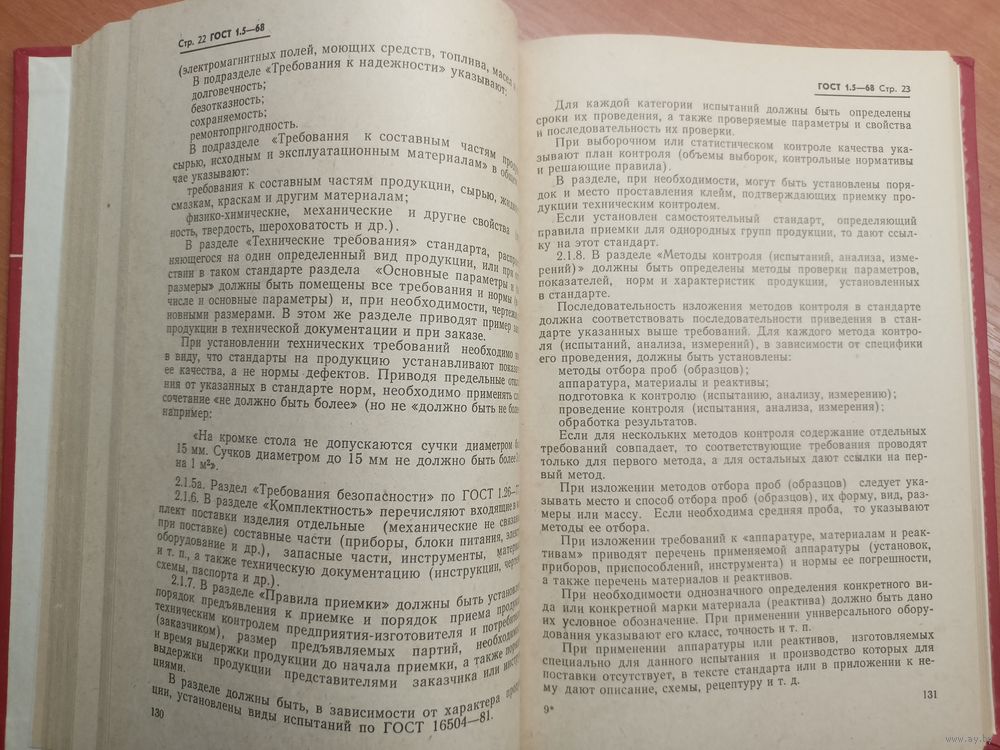 Стр. 22 ГОСТ 1.5—68
(электромагнитных полей, моющих средств, топлива, масел
В подразделе «Требования к надежности» указывают:
долговечность;
безотказность;
сохраняемость;
ремонтопригодность.
В подразделе «Требования к составным частям
сырью, исходным и эксплуатационным материалам» в
чае указывают:
требования к составным частям продукции, сырью,
смазкам, краскам и другим материалам;
физико-химические, механические и другие свойства
ность, твердость, шероховатость и др.).
В разделе «Технические требования» стандарта,
няющегося на один определенный вид продукции, или при
ствии в таком стандарте раздела «Основные параметры и
размеры» должны быть помещены все требования и нормы
числе и основные параметры) и, при необходимости,
новными размерами. В этом же разделе приводят пример
продукции в технической документации и при заказе.
При установлении технических требований необходимо
в виду, что стандарты на продукцию устанавливают
ее качества, а не нормы дефектов. Приводя предельные
ния от указанных в стандарте норм, необходимо применять
сочетание «не должно быть более» (но не «должно быть не
например:
«На кромке стола не допускаются сучки диаметром
15 мм. Сучков диаметром до 15 мм не должно быть более
на 1 м²».
2.1.5а. Раздел «Требования безопасности» по ГОСТ 1.26—
2.1.6. В разделе «Комплектность» перечисляют входящие в
плект поставки изделия отдельные (механические не
при поставке) составные части (приборы, блоки питания,
оборудование и др.), запасные части, инструменты,
и т. п., а также техническую документацию (инструкции,
схемы, паспорта и др.).
2.1.7. В разделе «Правила приемки» должны быть
порядок предъявления к приемке и порядок приема
техническим контролем предприятия-изготовителя и
(заказчиком), размер предъявляемых партий,
и время выдержки продукции до начала приемки, а также
выдержки продукции представителями заказчика или
циями.
В разделе должны быть, в зависимости от характера
ции, установлены виды испытаний по ГОСТ 16504—81.
130
ГОСТ 1.5—68 Стр. 23
Для каждой категории испытаний должны быть определены
сроки их проведения, а также проверяемые параметры и свойства
и последовательность их проверки.
При выборочном или статистическом контроле качества ука-
зывают план контроля (объемы выборок, контрольные нормативы
и решающие правила).
В разделе, при необходимости, могут быть установлены поря-
док и место проставления клейм, подтверждающих приемку про-
дукции техническим контролем.
Если установлен самостоятельный стандарт, определяющий
правила приемки для однородных групп продукции, то дают ссыл-
ку на этот стандарт.
2.1.8. В разделе «Методы контроля (испытаний, анализа, изме-
рений)» должны быть определены методы проверки параметров,
показателей, норм и характеристик продукции, установленных
в стандарте.
Последовательность изложения методов контроля в стандарте
должна соответствовать последовательности приведения в стан-
дарте указанных выше требований. Для каждого метода контро-
ля (испытаний, анализа, измерений), в зависимости от специфики
его проведения, должны быть установлены:
методы отбора проб (образцов);
аппаратура, материалы и реактивы;
подготовка к контролю (испытанию, анализу, измерению);
проведение контроля (испытания, анализа, измерения);
обработка результатов.
Если для нескольких методов контроля содержание отдельных
требований совпадает, то соответствующие требования проводят
только для первого метода, а для остальных дают ссылки на пер-
вый метод.
При изложении методов отбора проб (образцов) следует ука-
зывать место и способ отбора проб (образцов), их форму, вид, раз-
меры или массу. Если необходима средняя проба, то указывают
методы ее отбора.
При изложении требований к «аппаратуре, материалам и реак-
тивам» приводят перечень применяемой аппаратуры (установок,
приборов, приспособлений, инструмента) и нормы ее погрешности,
а также перечень материалов и реактивов.
При необходимости однозначного определения конкретного ви-
да или конкретной марки материала (реактива) должно быть дано
их условное обозначение. При применении универсального обору-
дования указывают его класс, точность и т. п.
При применении аппаратуры или реактивов, изготовляемых
специально для данного испытания и производство которых для
поставки отсутствует, в тексте стандарта или в приложении к не-
му дают описание, схемы, рецептуру и т. д.
9*
131
www.ay.by